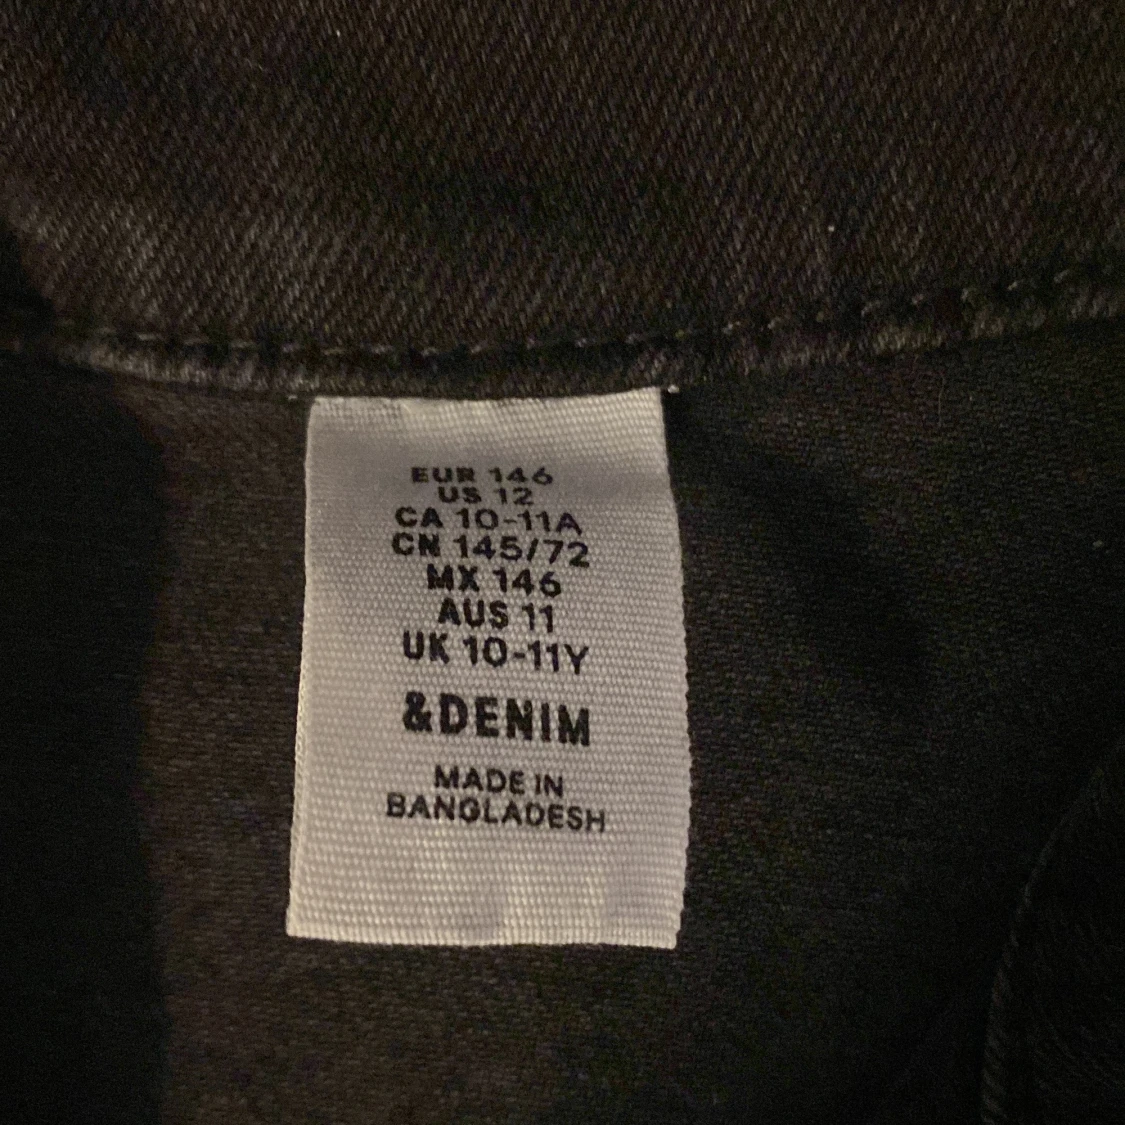 EUR 146
US 12
CA 10-11A
CN 145/72
MX 146
AUS 11
UK 10-11Y
&DENIM
MADE IN
BANGLADESH